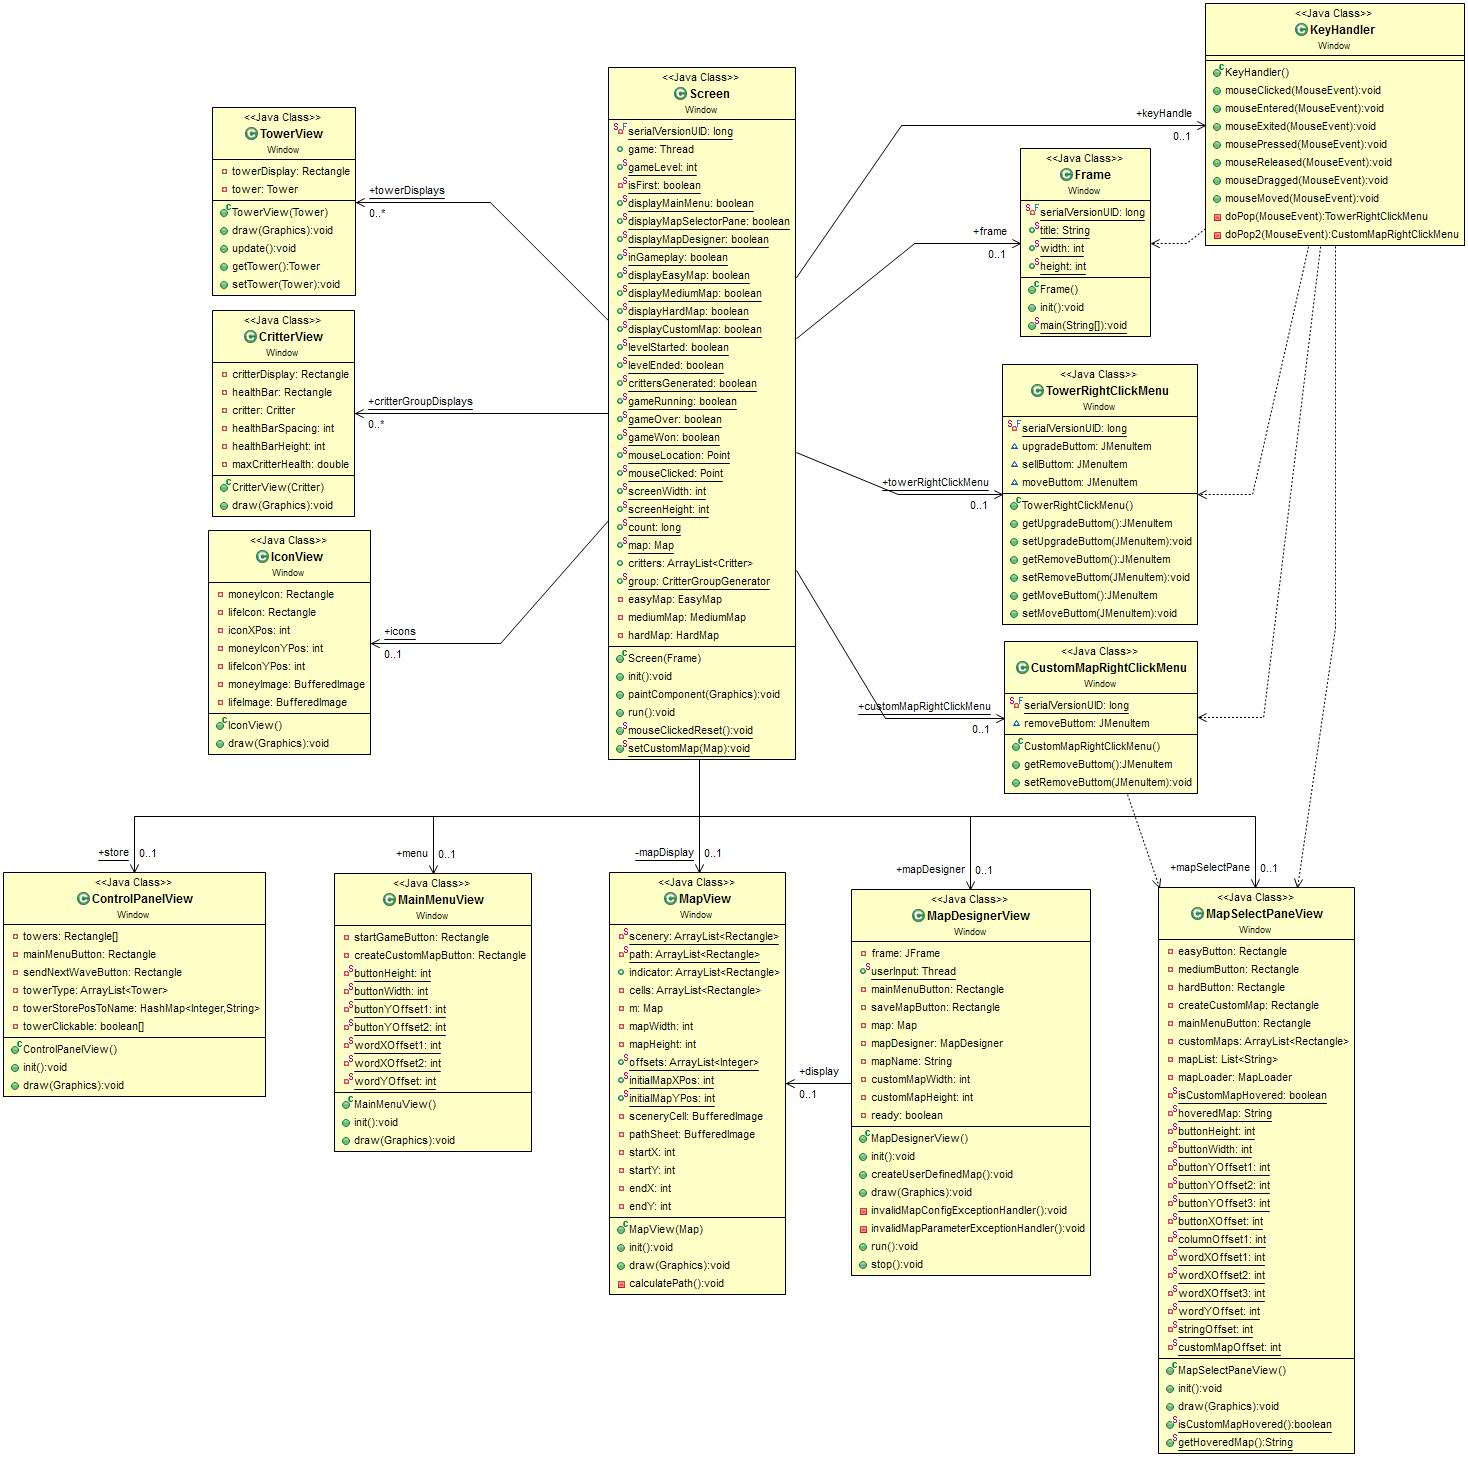 <<Java Class>>
KeyHandler
Window
KeyHandler()
mouseClicked(MouseEvent):void
mouseEntered(MouseEvent):void
mouseExited(MouseEvent):void
mousePressed(MouseEvent):void
mouseReleased(MouseEvent):void
mouseDragged(MouseEvent):void
mouseMoved(MouseEvent):void
doPop(MouseEvent):TowerRightClickMenu
doPop2(MouseEvent):CustomMapRightClickMenu
<<Java Class>>
Screen
Window
serialVersionUID: long
game: Thread
gameLevel: int
isFirst: boolean
displayMainMenu: boolean
displayMapSelectorPane: boolean
displayMapDesigner: boolean
inGameplay: boolean
displayEasyMap: boolean
displayMediumMap: boolean
displayHardMap: boolean
displayCustomMap: boolean
levelStarted: boolean
levelEnded: boolean
crittersGenerated: boolean
gameRunning: boolean
gameOver: boolean
gameWon: boolean
mouseLocation: Point
mouseClicked: Point
screenWidth: int
screenHeight: int
count: long
map: Map
critters: ArrayList<Critter>
group: CritterGroupGenerator
easyMap: EasyMap
mediumMap: MediumMap
hardMap: HardMap
Screen(Frame)
init():void
paintComponent(Graphics):void
run():void
mouseClickedReset():void
setCustomMap(Map):void
<<Java Class>>
TowerView
Window
towerDisplay: Rectangle
tower: Tower
TowerView(Tower)
draw(Graphics):void
update():void
getTower():Tower
setTower(Tower):void
+towerDisplays
0..*
+keyHandle
0..1
<<Java Class>>
Frame
Window
serialVersionUID: long
title: String
width: int
height: int
Frame()
init():void
main(String[]):void
+frame
0..1
<<Java Class>>
CritterView
Window
critterDisplay: Rectangle
healthBar: Rectangle
critter: Critter
healthBarSpacing: int
healthBarHeight: int
maxCritterHealth: double
CritterView(Critter)
draw(Graphics):void
+critterGroupDisplays
0..*
<<Java Class>>
TowerRightClickMenu
Window
serialVersionUID: long
upgradeButtom: JMenuItem
sellButtom: JMenuItem
moveButtom: JMenuItem
TowerRightClickMenu()
getUpgradeButtom():JMenuItem
setUpgradeButtom(JMenuItem):void
getRemoveButtom():JMenuItem
setRemoveButtom(JMenuItem):void
getMoveButtom():JMenuItem
setMoveButtom(JMenuItem):void
+towerRightClickMenu
0..1
<<Java Class>>
IconView
Window
moneyIcon: Rectangle
lifeIcon: Rectangle
iconXPos: int
moneyIconYPos: int
lifeIconYPos: int
moneyImage: BufferedImage
lifeImage: BufferedImage
IconView()
draw(Graphics):void
+icons
0..1
<<Java Class>>
CustomMapRightClickMenu
Window
serialVersionUID: long
removeButtom: JMenuItem
CustomMapRightClickMenu()
getRemoveButtom():JMenuItem
setRemoveButtom(JMenuItem):void
+customMapRightClickMenu
0..1
+store
0..1
+menu
0..1
-mapDisplay
0..1
+mapDesigner
0..1
+mapSelectPane
0..1
<<Java Class>>
ControlPanelView
Window
towers: Rectangle[]
mainMenuButton: Rectangle
sendNextWaveButton: Rectangle
towerType: ArrayList<Tower>
towerStorePosToName: HashMap<Integer,String>
towerClickable: boolean[]
ControlPanelView()
init():void
draw(Graphics):void
<<Java Class>>
MainMenuView
Window
startGameButton: Rectangle
createCustomMapButton: Rectangle
buttonHeight: int
buttonWidth: int
buttonYOffset1: int
buttonYOffset2: int
wordXOffset1: int
wordXOffset2: int
wordYOffset: int
MainMenuView()
init():void
draw(Graphics):void
<<Java Class>>
MapView
Window
scenery: ArrayList<Rectangle>
path: ArrayList<Rectangle>
indicator: ArrayList<Rectangle>
cells: ArrayList<Rectangle>
m: Map
mapWidth: int
mapHeight: int
offsets: ArrayList<Integer>
initialMapXPos: int
initialMapYPos: int
sceneryCell: BufferedImage
pathSheet: BufferedImage
startX: int
startY: int
endX: int
endY: int
MapView(Map)
init():void
draw(Graphics):void
calculatePath():void
+display
0..1
<<Java Class>>
MapDesignerView
Window
frame: JFrame
userInput: Thread
mainMenuButton: Rectangle
saveMapButton: Rectangle
map: Map
mapDesigner: MapDesigner
mapName: String
customMapWidth: int
customMapHeight: int
ready: boolean
MapDesignerView()
init():void
createUserDefinedMap():void
draw(Graphics):void
invalidMapConfigExceptionHandler():void
invalidMapParameterExceptionHandler():void
run():void
stop():void
<<Java Class>>
MapSelectPaneView
Window
easyButton: Rectangle
mediumButton: Rectangle
hardButton: Rectangle
createCustomMap: Rectangle
mainMenuButton: Rectangle
customMaps: ArrayList<Rectangle>
mapList: List<String>
mapLoader: MapLoader
isCustomMapHovered: boolean
hoveredMap: String
buttonHeight: int
buttonWidth: int
buttonYOffset1: int
buttonYOffset2: int
buttonYOffset3: int
buttonXOffset: int
columnOffset1: int
wordXOffset1: int
wordXOffset2: int
wordXOffset3: int
wordYOffset: int
stringOffset: int
customMapOffset: int
MapSelectPaneView()
init():void
draw(Graphics):void
isCustomMapHovered():boolean
getHoveredMap():String